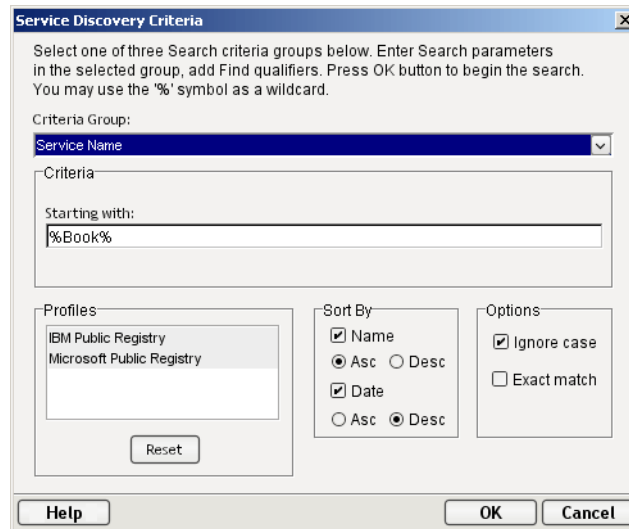 Service Discovery Criteria
Select one of three Search criteria groups below. Enter Search parameters
in the selected group, add Find qualifiers. Press OK button to begin the search.
You may use the '%' symbol as a wildcard.
Criteria Group:
Service Name
Criteria
Starting with:
%Book%
Profiles
IBM Public Registry
Microsoft Public Registry
Reset
Sort By
Name
Asc Desc
Date
Asc Desc
Options
Ignore case
Exact match
Help OK Cancel